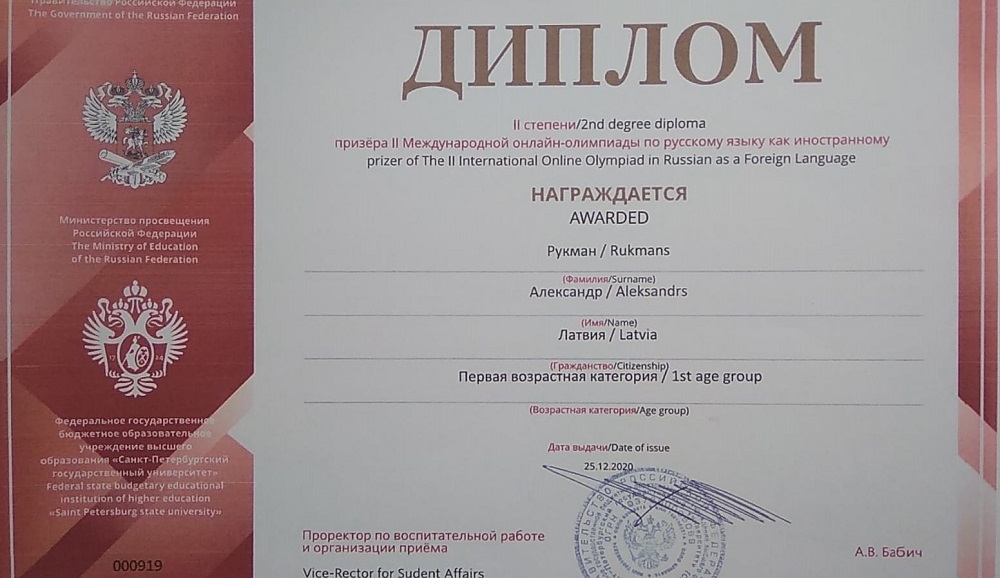 Правительство Российской Федерации
The Government of the Russian Federation
Министерство просвещения
Российской Федерации
The Ministry of Education
of the Russian Federation
17 24
Федеральное государственное
бюджетное образовательное
учреждение высшего
образования «Санкт-Петербургский
государственный университет»
Federal state budgetary educational
institution of higher education
«Saint Petersburg state university»
000919
ДИПЛОМ
II степени/2nd degree diploma
призёра II Международной онлайн-олимпиады по русскому языку как иностранному
prizer of The II International Online Olympiad in Russian as a Foreign Language
НАГРАЖДАЕТСЯ
AWARDED
Рукман / Rukmans
(Фамилия/Surname)
Александр / Aleksandrs
(Имя/Name)
Латвия / Latvia
(Гражданство/Citizenship)
Первая возрастная категория / 1st age group
(Возрастная категория/Age group)
Дата выдачи/Date of issue
25.12.2020
Проректор по воспитательной работе
и организации приёма
А.В. Бабич
Vice-Rector for Sudent Affairs